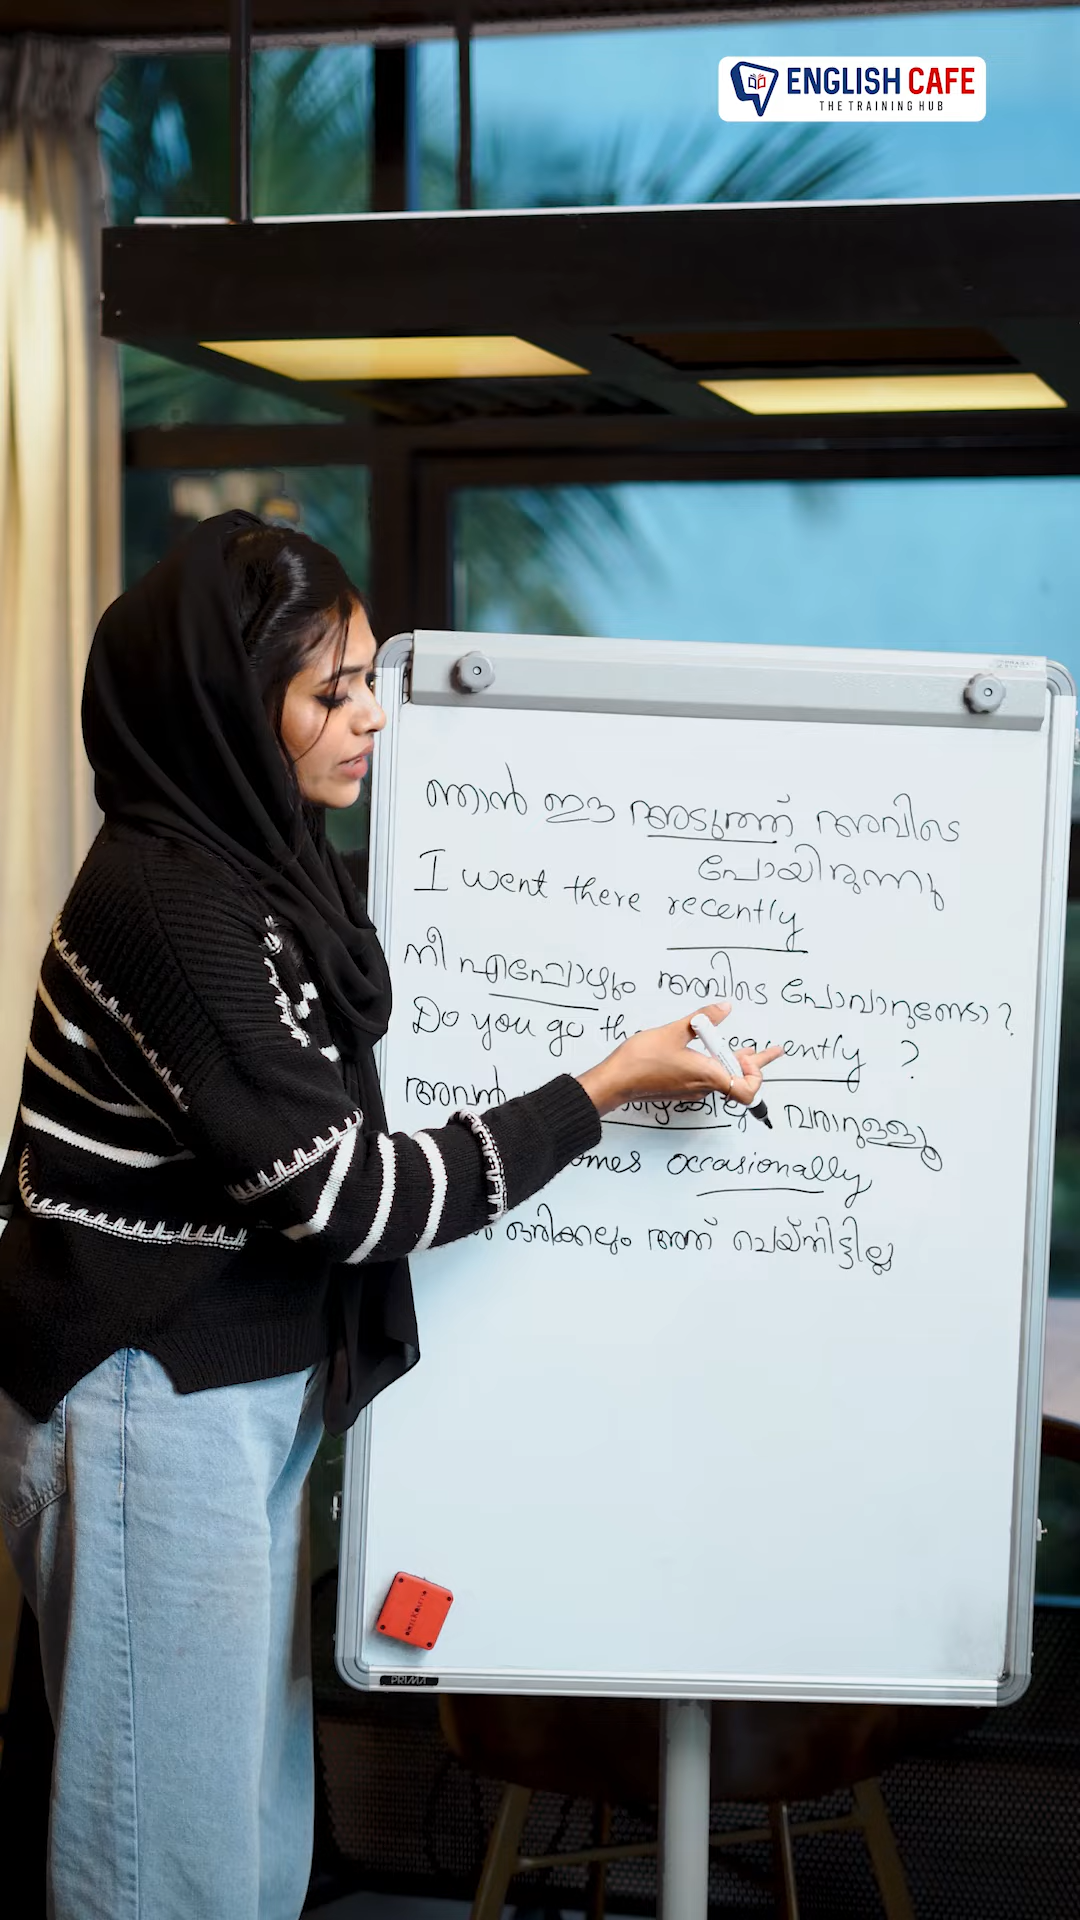 ENGLISH CAFE
THE TRAINING HUB
ഞാൻ ഈ അടുത്ത് അവിടെ
പോയിരുന്നു
I went there recently
നീ എപ്പോഴും അവിടെ പോവാറുണ്ടോ?
Do you go ?
അവൻ വരാറുള്ളു
occasionally
ഒരിക്കലും അത് ചെയ്തിട്ടില്ല
PRIMA